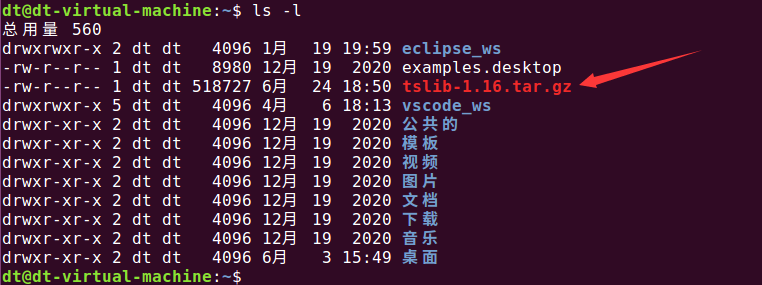 dt@dt-virtual-machine:~$ ls -l
总用量 560
drwxrwxr-x 2 dt dt   4096 1月   19 19:59 eclipse_ws
-rw-r--r-- 1 dt dt   8980 12月  19  2020 examples.desktop
-rw-r--r-- 1 dt dt 518727 6月   24 18:50 tslib-1.16.tar.gz
drwxrwxr-x 5 dt dt   4096 4月    6 18:13 vscode_ws
drwxr-xr-x 2 dt dt   4096 12月  19  2020 公共的
drwxr-xr-x 2 dt dt   4096 12月  19  2020 模板
drwxr-xr-x 2 dt dt   4096 12月  19  2020 视频
drwxr-xr-x 2 dt dt   4096 12月  19  2020 图片
drwxr-xr-x 2 dt dt   4096 12月  19  2020 文档
drwxr-xr-x 2 dt dt   4096 12月  19  2020 下载
drwxr-xr-x 2 dt dt   4096 12月  19  2020 音乐
drwxr-xr-x 2 dt dt   4096 6月    3 15:49 桌面
dt@dt-virtual-machine:~$